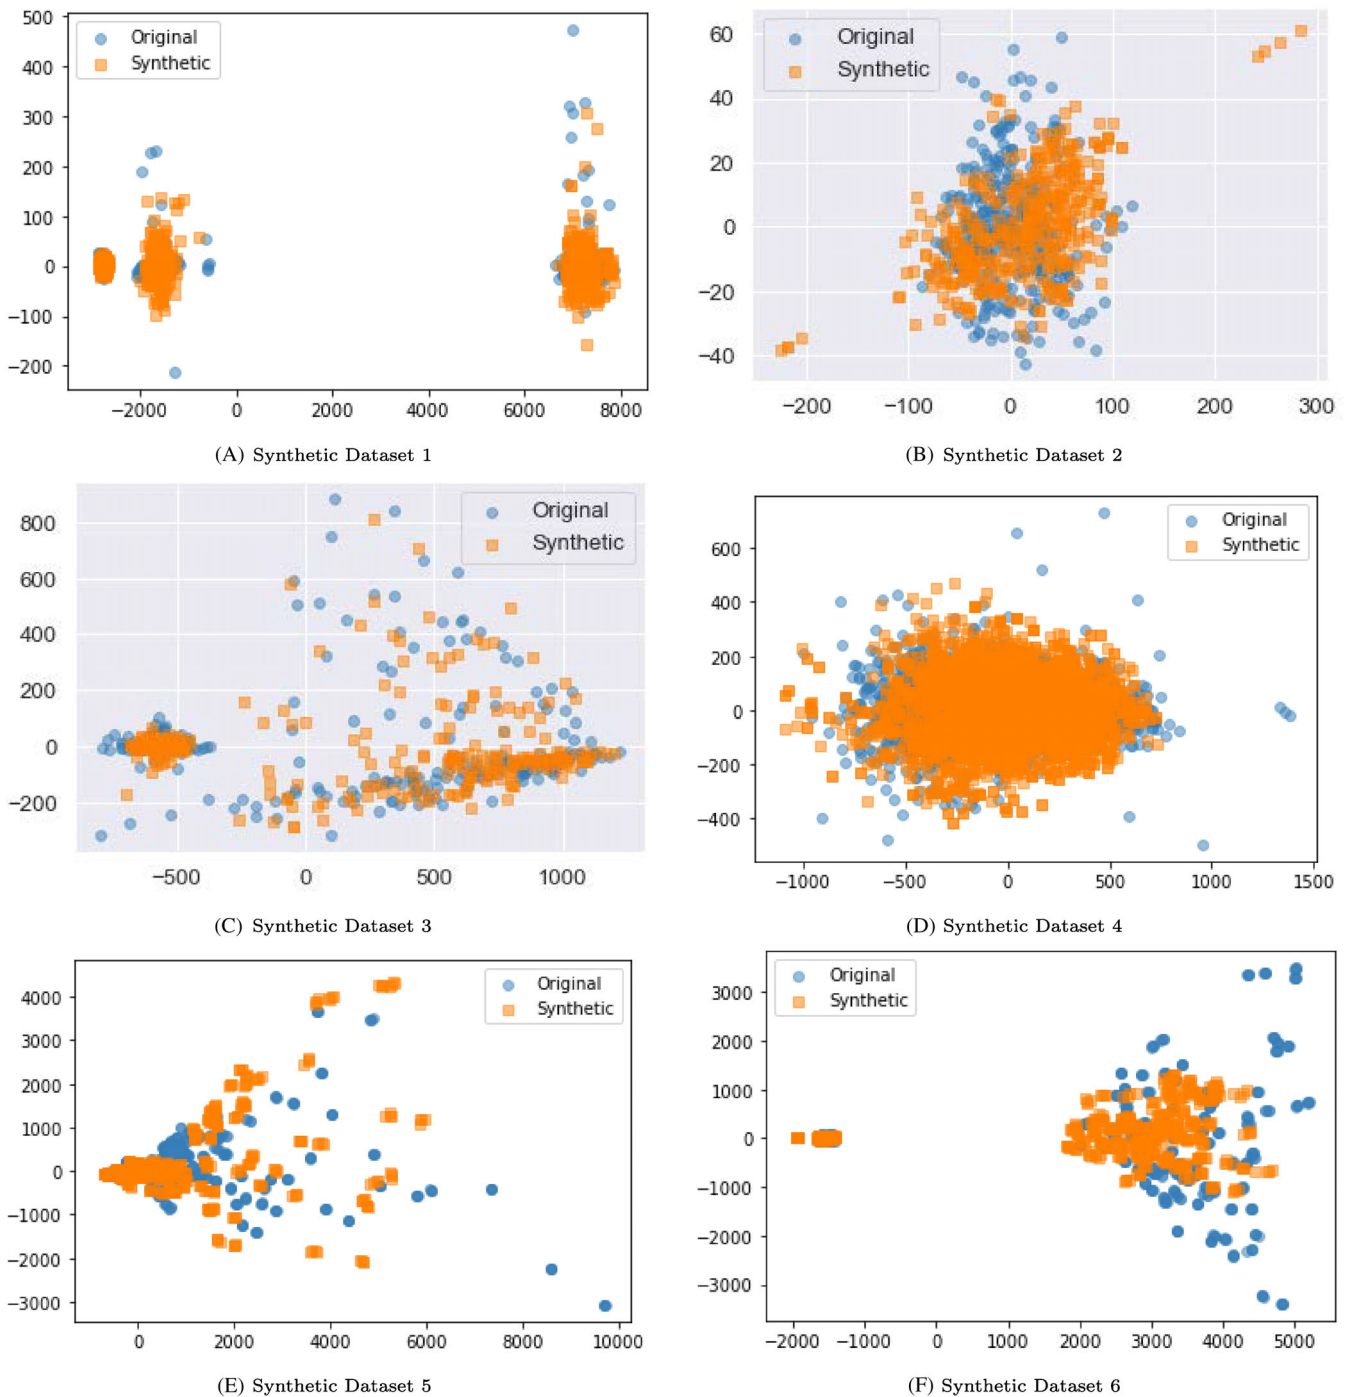 Original
Synthetic
500
400
300
200
100
0
−100
−200
−2000 0 2000 4000 6000 8000
(A) Synthetic Dataset 1
Original
Synthetic
60
40
20
0
−20
−40
−200 −100 0 100 200 300
(B) Synthetic Dataset 2
Original
Synthetic
800
600
400
200
0
−200
−500 0 500 1000
(C) Synthetic Dataset 3
Original
Synthetic
600
400
200
0
−200
−400
−1000 −500 0 500 1000 1500
(D) Synthetic Dataset 4
Original
Synthetic
4000
3000
2000
1000
0
−1000
−2000
−3000
0 2000 4000 6000 8000 10000
(E) Synthetic Dataset 5
Original
Synthetic
3000
2000
1000
0
−1000
−2000
−3000
−2000 −1000 0 1000 2000 3000 4000 5000
(F) Synthetic Dataset 6